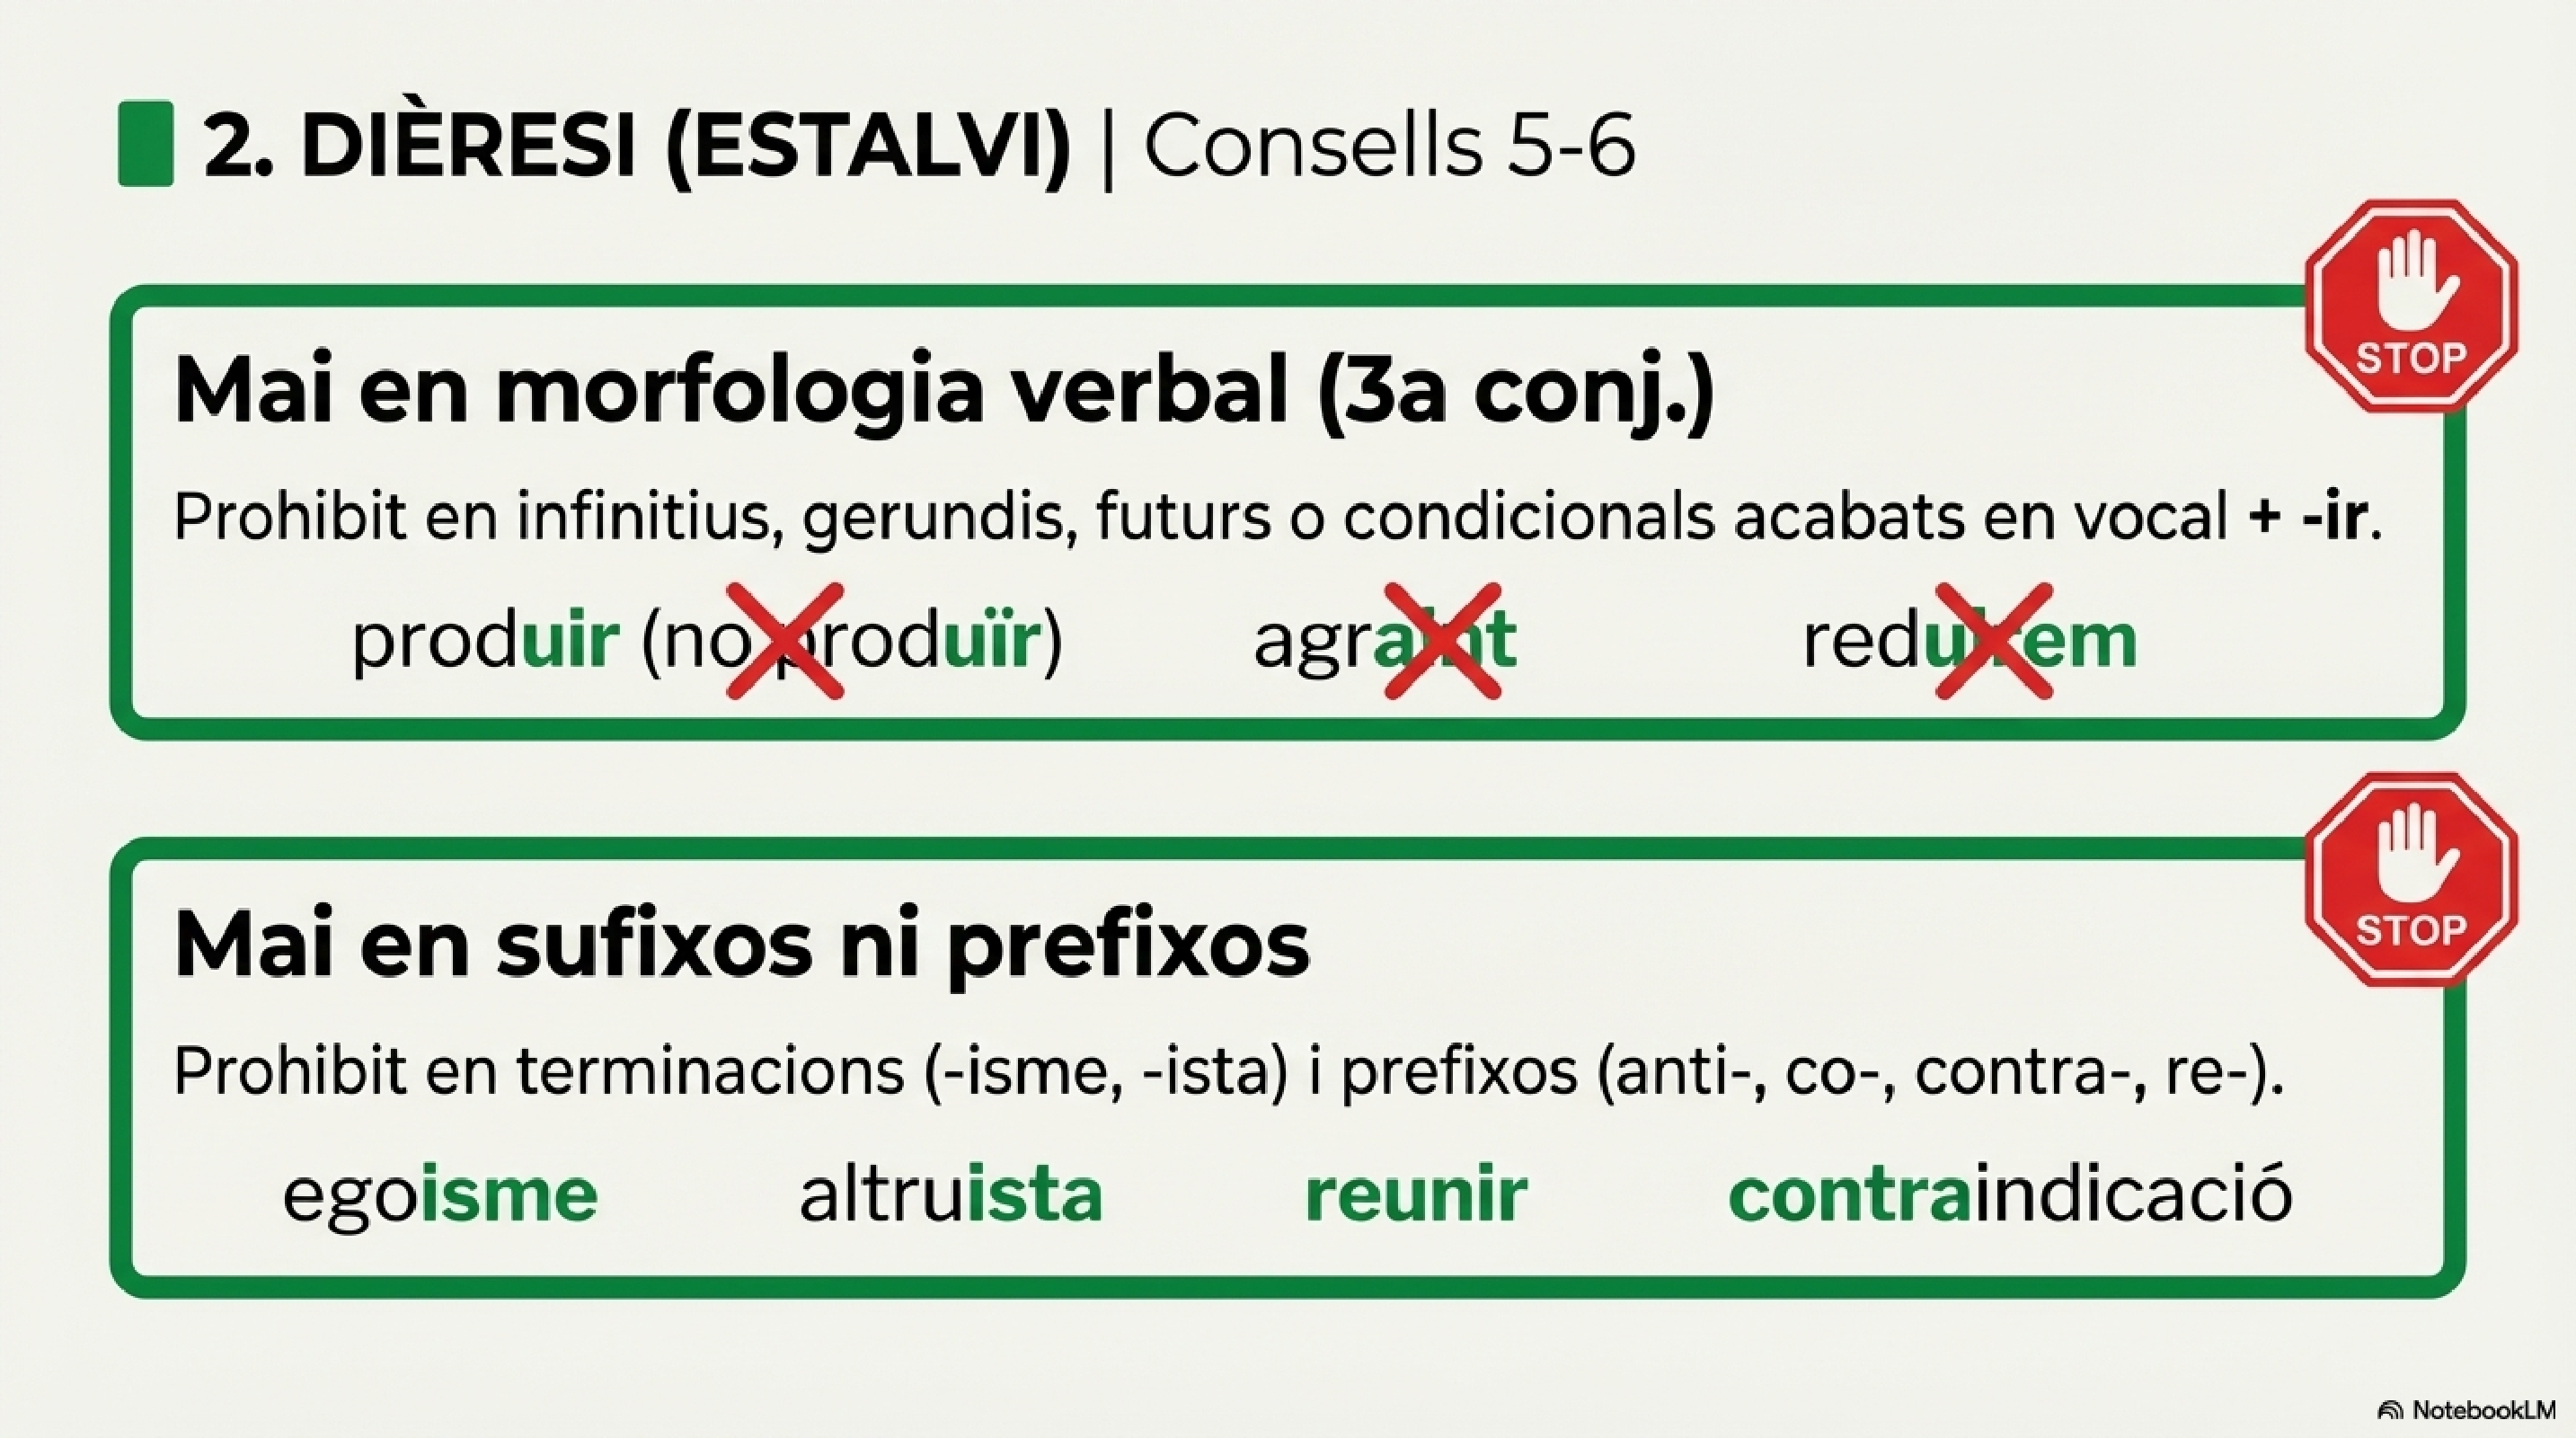 2. DIÈRESI (ESTALVI) | Consells 5-6
STOP
Mai en morfologia verbal (3a conj.)
Prohibit en infinitius, gerundis, futurs o condicionals acabats en vocal + -ir.
produir (no produïr) agraint reduirem
STOP
Mai en sufixos ni prefixos
Prohibit en terminacions (-isme, -ista) i prefixos (anti-, co-, contra-, re-).
egoisme altruista reunir contraindicació
NotebookLM